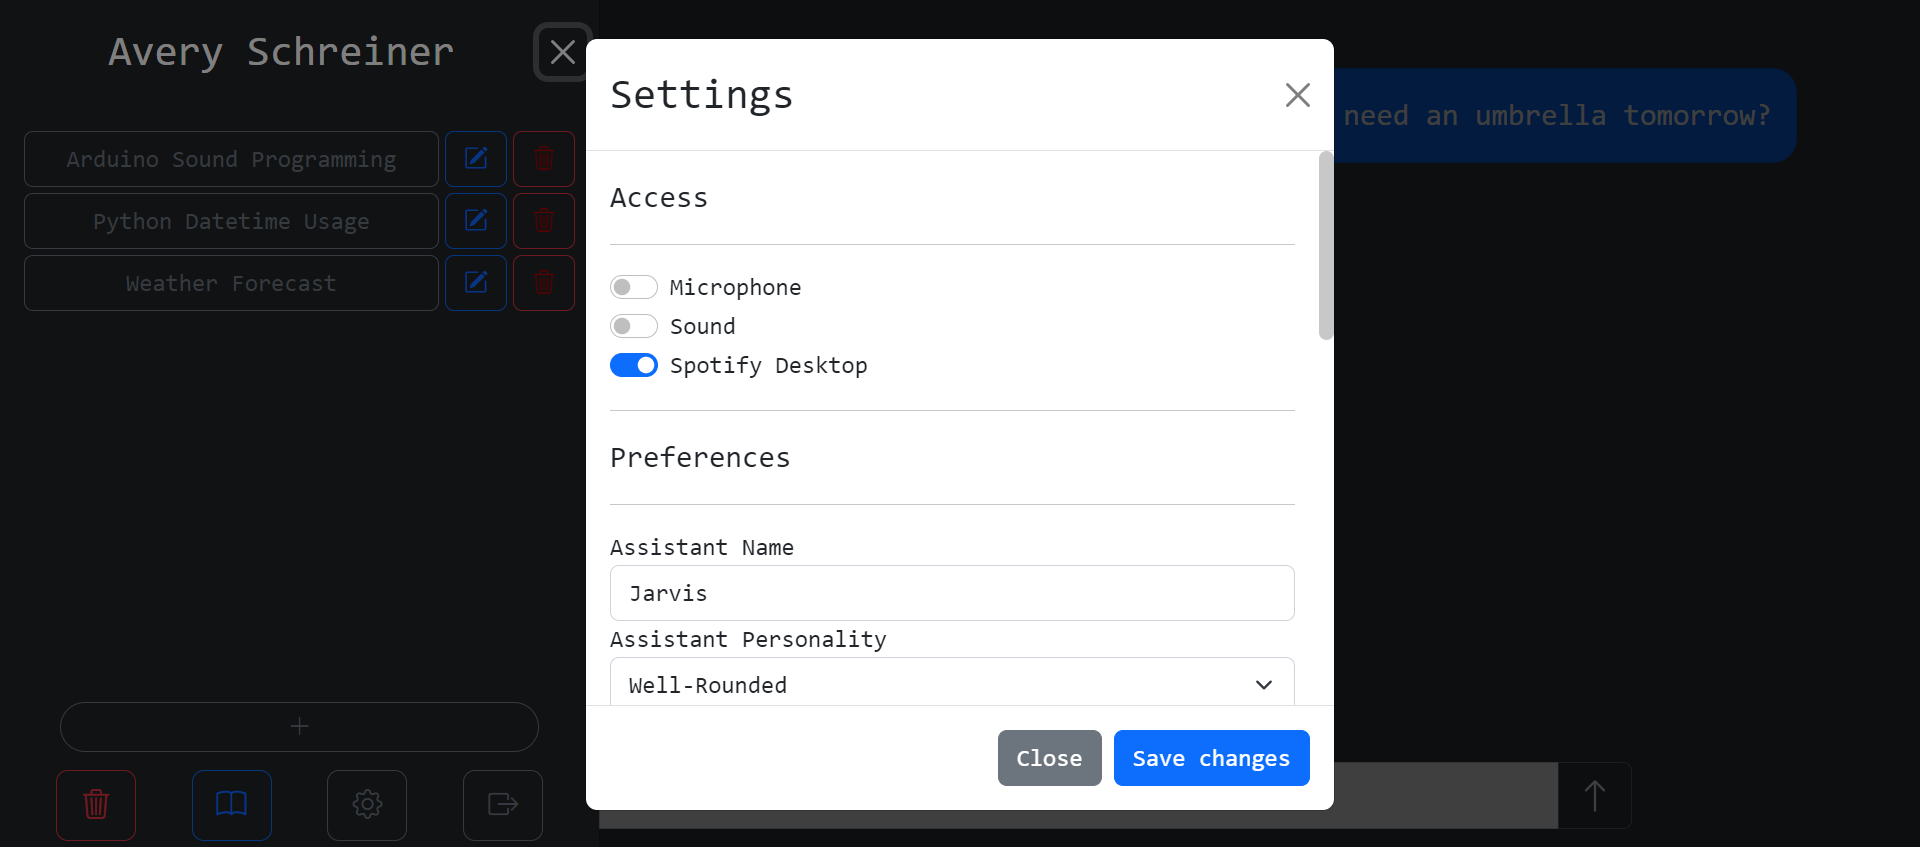 Avery Schreiner
Arduino Sound Programming
Python Datetime Usage
Weather Forecast
need an umbrella tomorrow?
Settings
Access
Microphone
Sound
Spotify Desktop
Preferences
Assistant Name
Jarvis
Assistant Personality
Well-Rounded
Close
Save changes